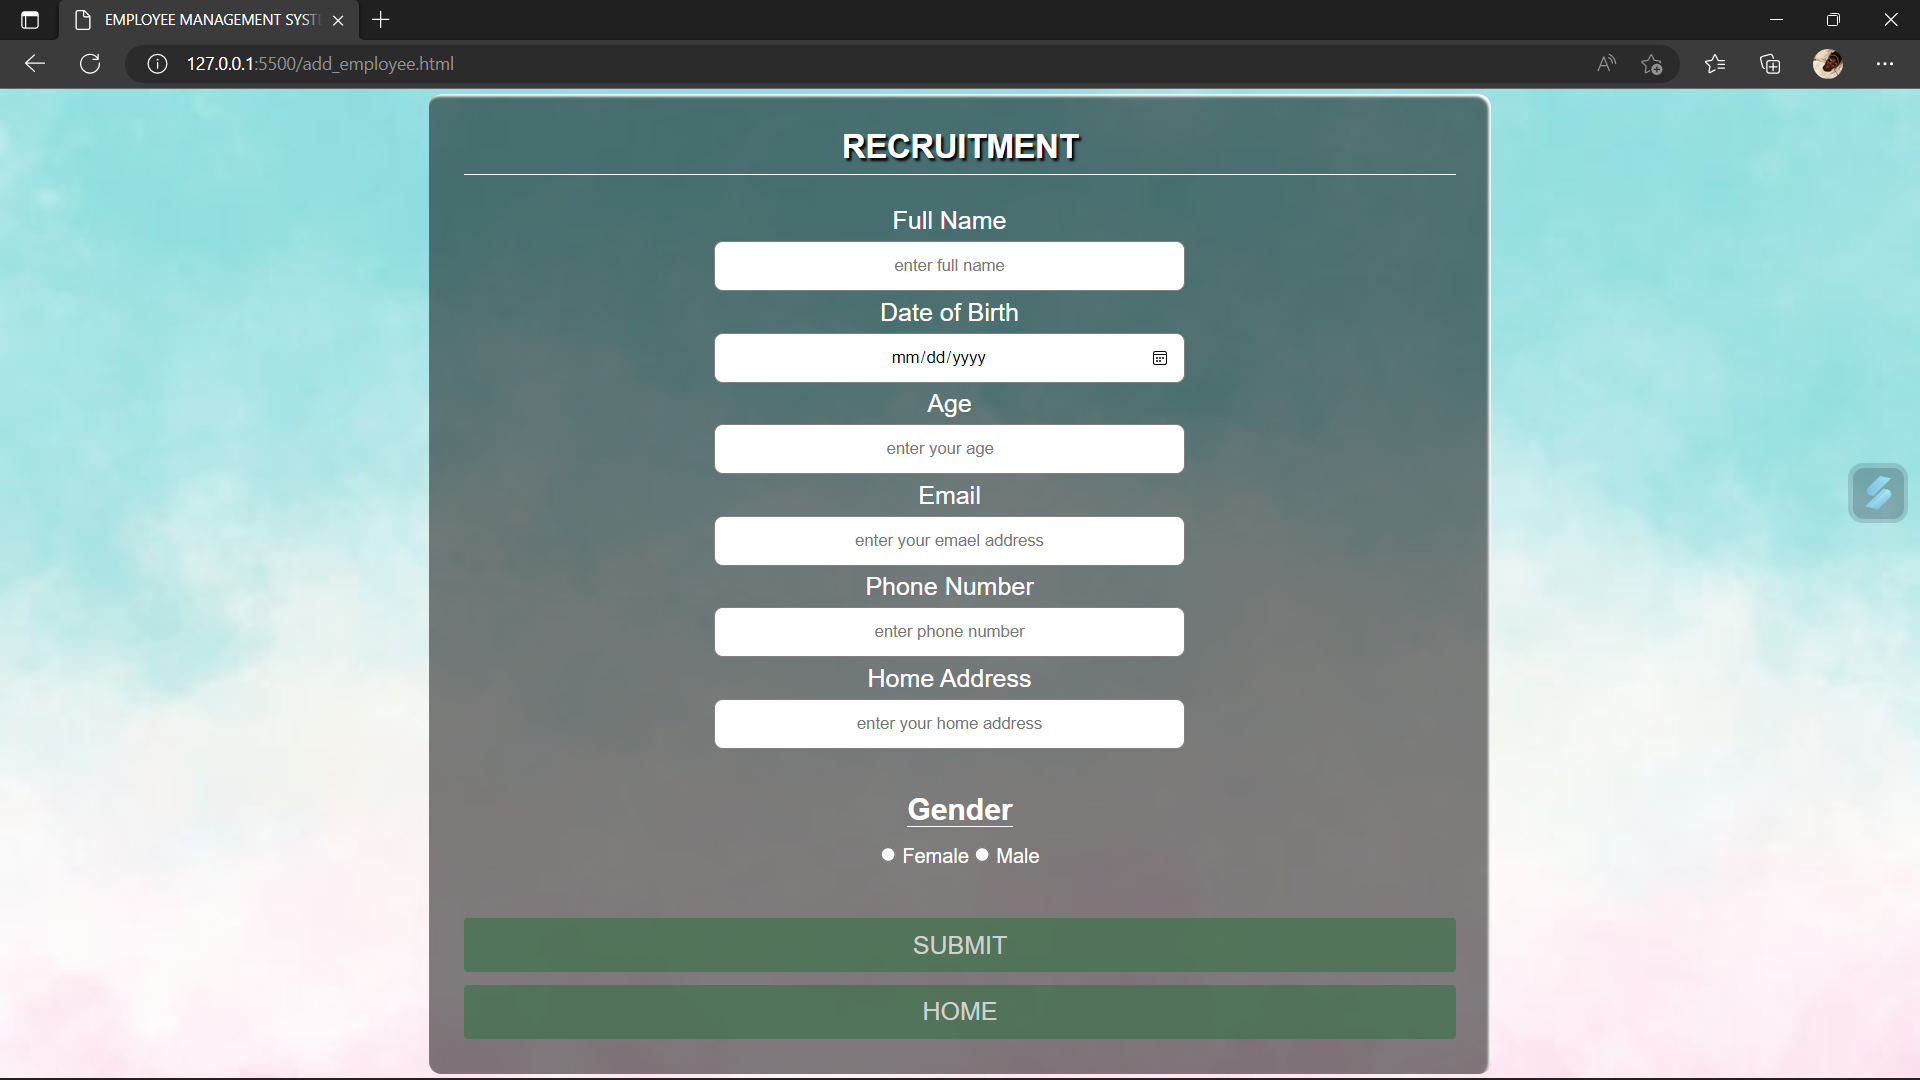 EMPLOYEE MANAGEMENT SYST
127.0.0.1:5500/add_employee.html
RECRUITMENT
Full Name
enter full name
Date of Birth
mm/dd/yyyy
Age
enter your age
Email
enter your emael address
Phone Number
enter phone number
Home Address
enter your home address
Gender
Female Male
SUBMIT
HOME